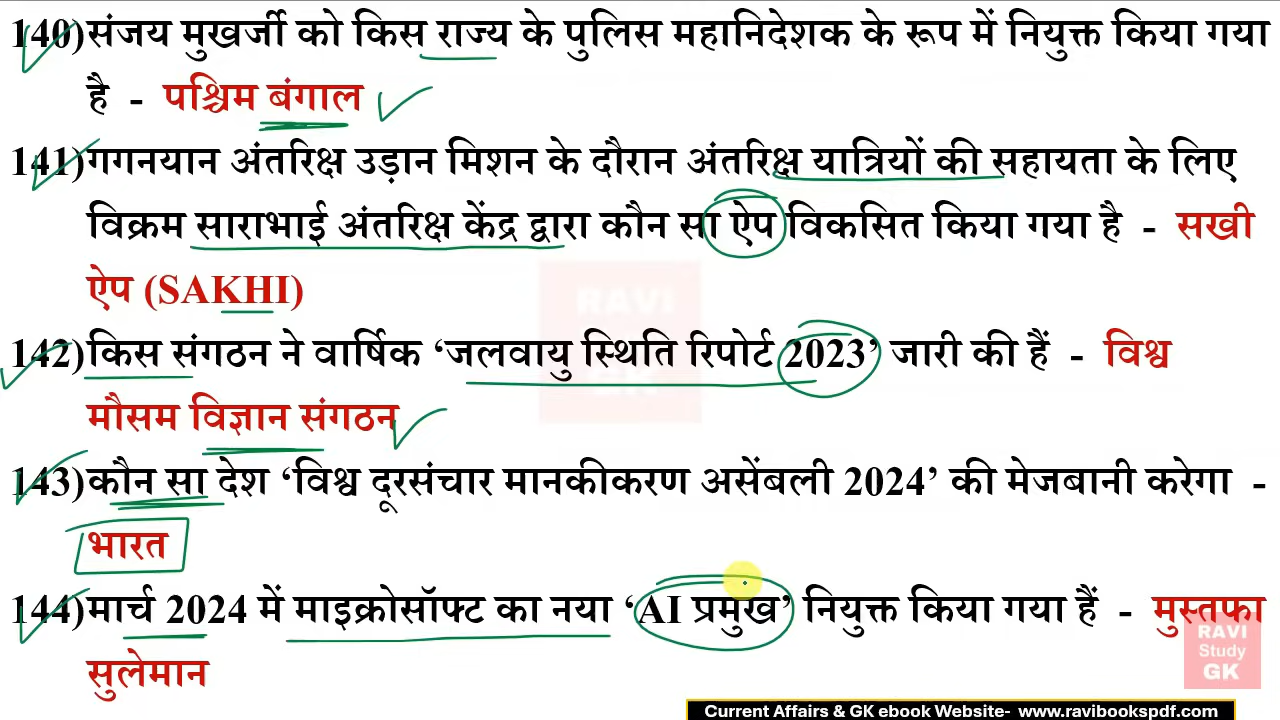 140)संजय मुखर्जी को किस राज्य के पुलिस महानिदेशक के रूप में नियुक्त किया गया
है - पश्चिम बंगाल
141)गगनयान अंतरिक्ष उड़ान मिशन के दौरान अंतरिक्ष यात्रियों की सहायता के लिए
विक्रम साराभाई अंतरिक्ष केंद्र द्वारा कौन सा ऐप विकसित किया गया है - सखी
ऐप (SAKHI)
142)किस संगठन ने वार्षिक ‘जलवायु स्थिति रिपोर्ट 2023’ जारी की हैं - विश्व
मौसम विज्ञान संगठन
143)कौन सा देश ‘विश्व दूरसंचार मानकीकरण असेंबली 2024’ की मेजबानी करेगा -
भारत
144)मार्च 2024 में माइक्रोसॉफ्ट का नया ‘AI प्रमुख’ नियुक्त किया गया हैं - मुस्तफा
सुलेमान
RAVI
GK
RAVI
Study
GK
Current Affairs & GK ebook Website- www.ravibookspdf.com